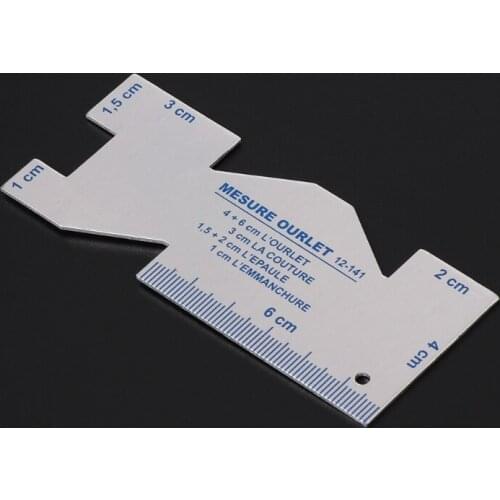 1,5 cm
3 cm
1 cm
MESURE OURLET 12-141
4 + 6 cm L'OURLET
3 cm LA COUTURE
1,5 + 2 cm L'EPAULE
1 cm L'EMMANCHURE
2 cm
6 cm
4 cm